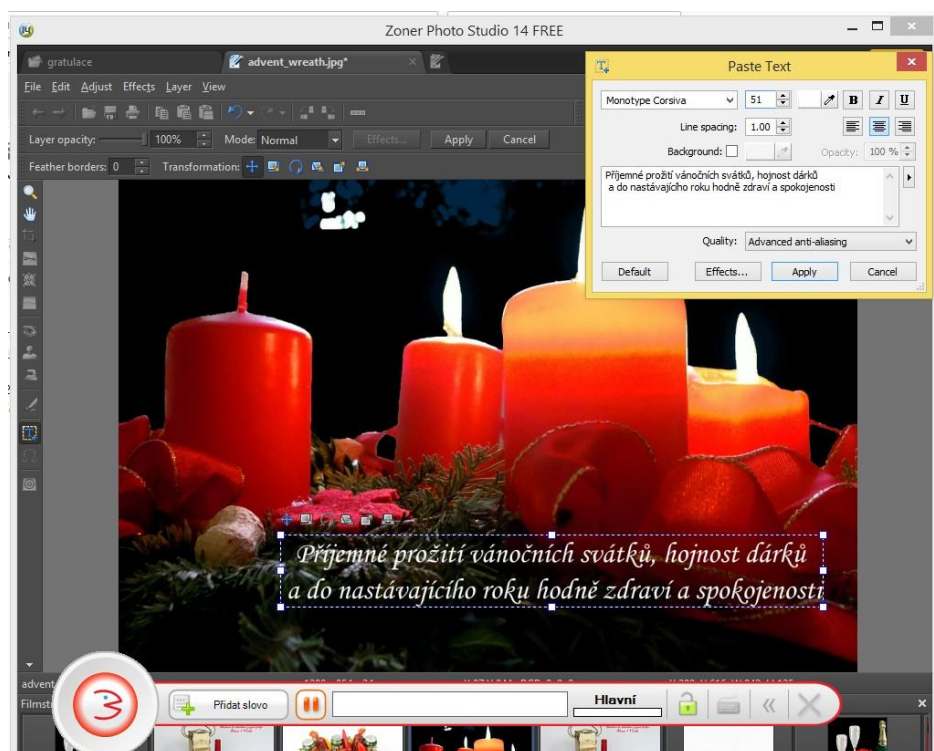 Zoner Photo Studio 14 FREE
gratulace
advent_wreath.jpg*
File Edit Adjust Effects Layer View
Layer opacity: 100% Mode: Normal Effects... Apply Cancel
Feather borders: 0 Transformation:
Paste Text
Monotype Corsiva 51 B I U
Line spacing: 1.00
Background: Opacity: 100 %
Příjemné prožití vánočních svátků, hojnost dárků
a do nastávajícího roku hodně zdraví a spokojenosti
Quality: Advanced anti-aliasing
Default Effects... Apply Cancel
Příjemné prožití vánočních svátků, hojnost dárků
a do nastávajícího roku hodně zdraví a spokojenosti
advent
Filmst
Přidat slovo
Hlavní